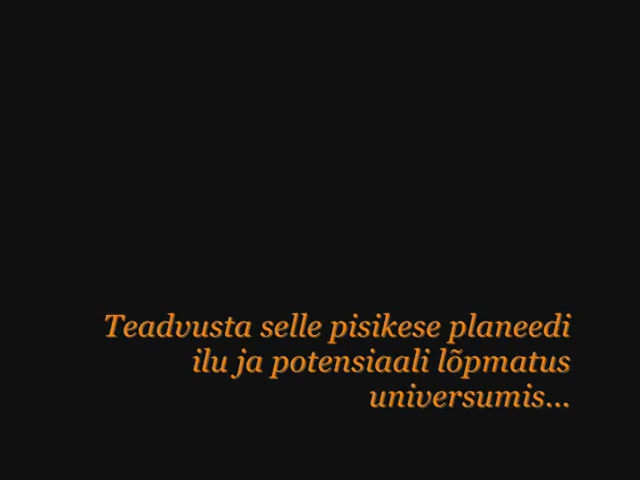 Teadvusta selle pisikese planeedi
ilu ja potensiaali lõpmatus
universumis...